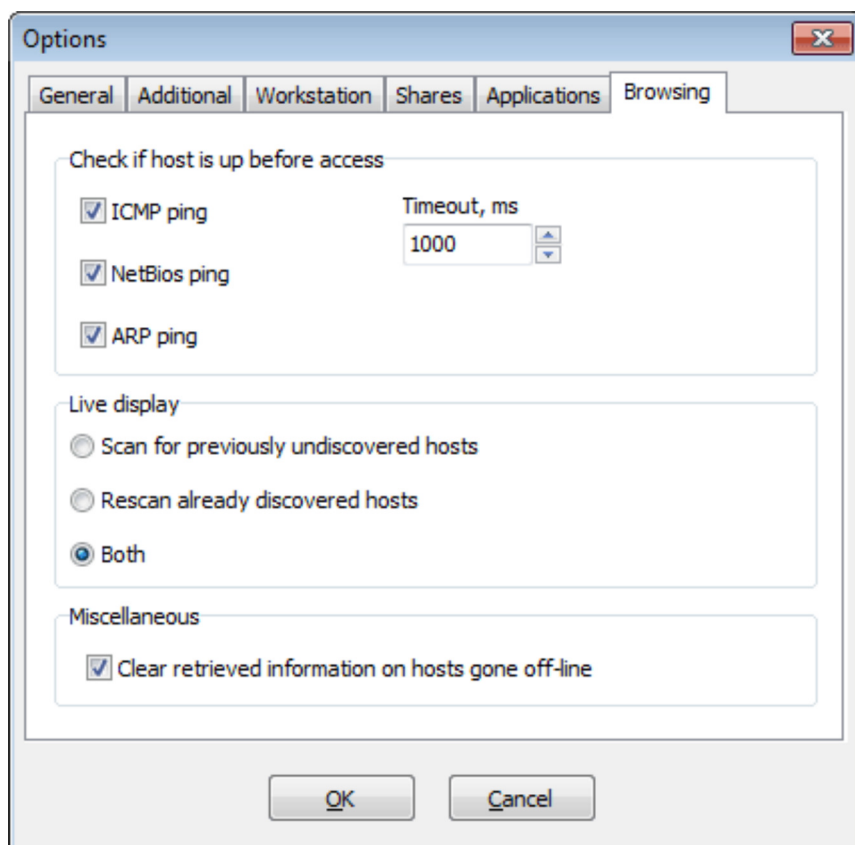 Options
General Additional Workstation Shares Applications Browsing
Check if host is up before access
ICMP ping
Timeout, ms
1000
NetBios ping
ARP ping
Live display
Scan for previously undiscovered hosts
Rescan already discovered hosts
Both
Miscellaneous
Clear retrieved information on hosts gone off-line
OK Cancel